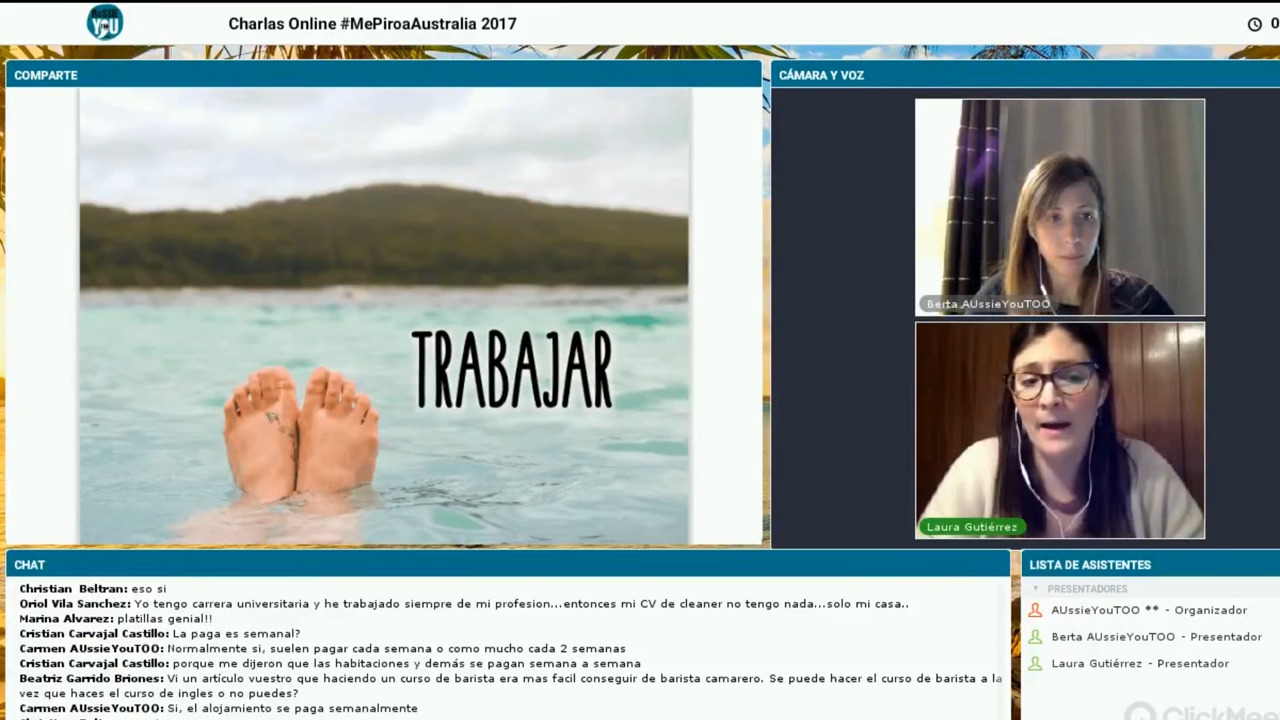 AUSSIE
YOU
TOO
Charlas Online #MePiroaAustralia 2017
0
COMPARTE
CÁMARA Y VOZ
TRABAJAR
Berta AUssieYouTOO
Laura Gutiérrez
CHAT
LISTA DE ASISTENTES
Christian Beltran: eso si
Oriol Vila Sanchez: Yo tengo carrera universitaria y he trabajado siempre de mi profesion...entonces mi CV de cleaner no tengo nada...solo mi casa..
Marina Alvarez: platillas genial!!
Cristian Carvajal Castillo: La paga es semanal?
Carmen AUssieYouTOO: Normalmente si, suelen pagar cada semana o como mucho cada 2 semanas
Cristian Carvajal Castillo: porque me dijeron que las habitaciones y demás se pagan semana a semana
Beatriz Garrido Briones: Vi un artículo vuestro que haciendo un curso de barista era mas facil conseguir de barista camarero. Se puede hacer el curso de barista a la
vez que haces el curso de ingles o no puedes?
Carmen AUssieYouTOO: Si, el alojamiento se paga semanalmente
PRESENTADORES
AUssieYouTOO ** - Organizador
Berta AUssieYouTOO - Presentador
Laura Gutiérrez - Presentador
ClickMee